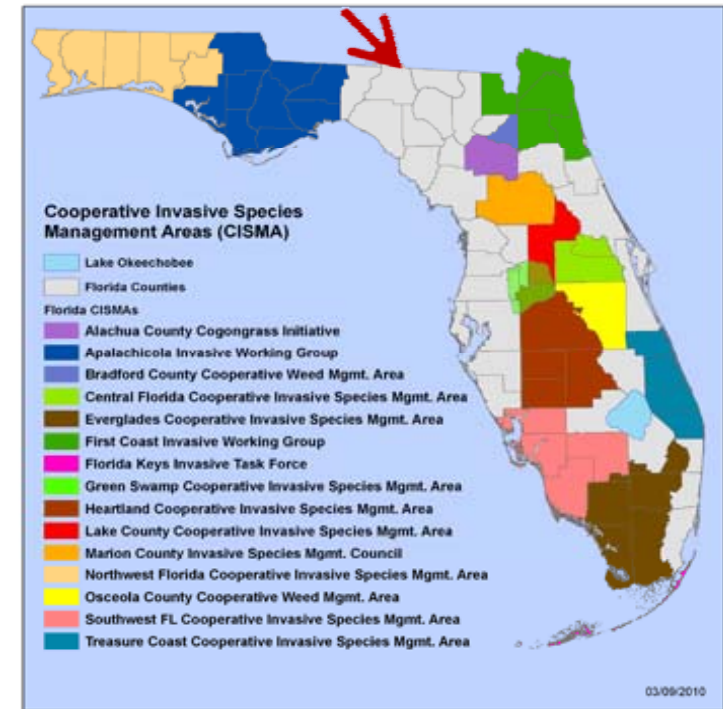 Cooperative Invasive Species
Management Areas (CISMA)
Lake Okeechobee
Florida Counties
Florida CISMAs
Alachua County Cogongrass Initiative
Apalachicola Invasive Working Group
Bradford County Cooperative Weed Mgmt. Area
Central Florida Cooperative Invasive Species Mgmt. Area
Everglades Cooperative Invasive Species Mgmt. Area
First Coast Invasive Working Group
Florida Keys Invasive Task Force
Green Swamp Cooperative Invasive Species Mgmt. Area
Heartland Cooperative Invasive Species Mgmt. Area
Lake County Cooperative Invasive Species Mgmt. Area
Marion County Invasive Species Mgmt. Council
Northwest Florida Cooperative Invasive Species Mgmt. Area
Osceola County Cooperative Weed Mgmt. Area
Southwest FL Cooperative Invasive Species Mgmt. Area
Treasure Coast Cooperative Invasive Species Mgmt. Area
03/09/2010